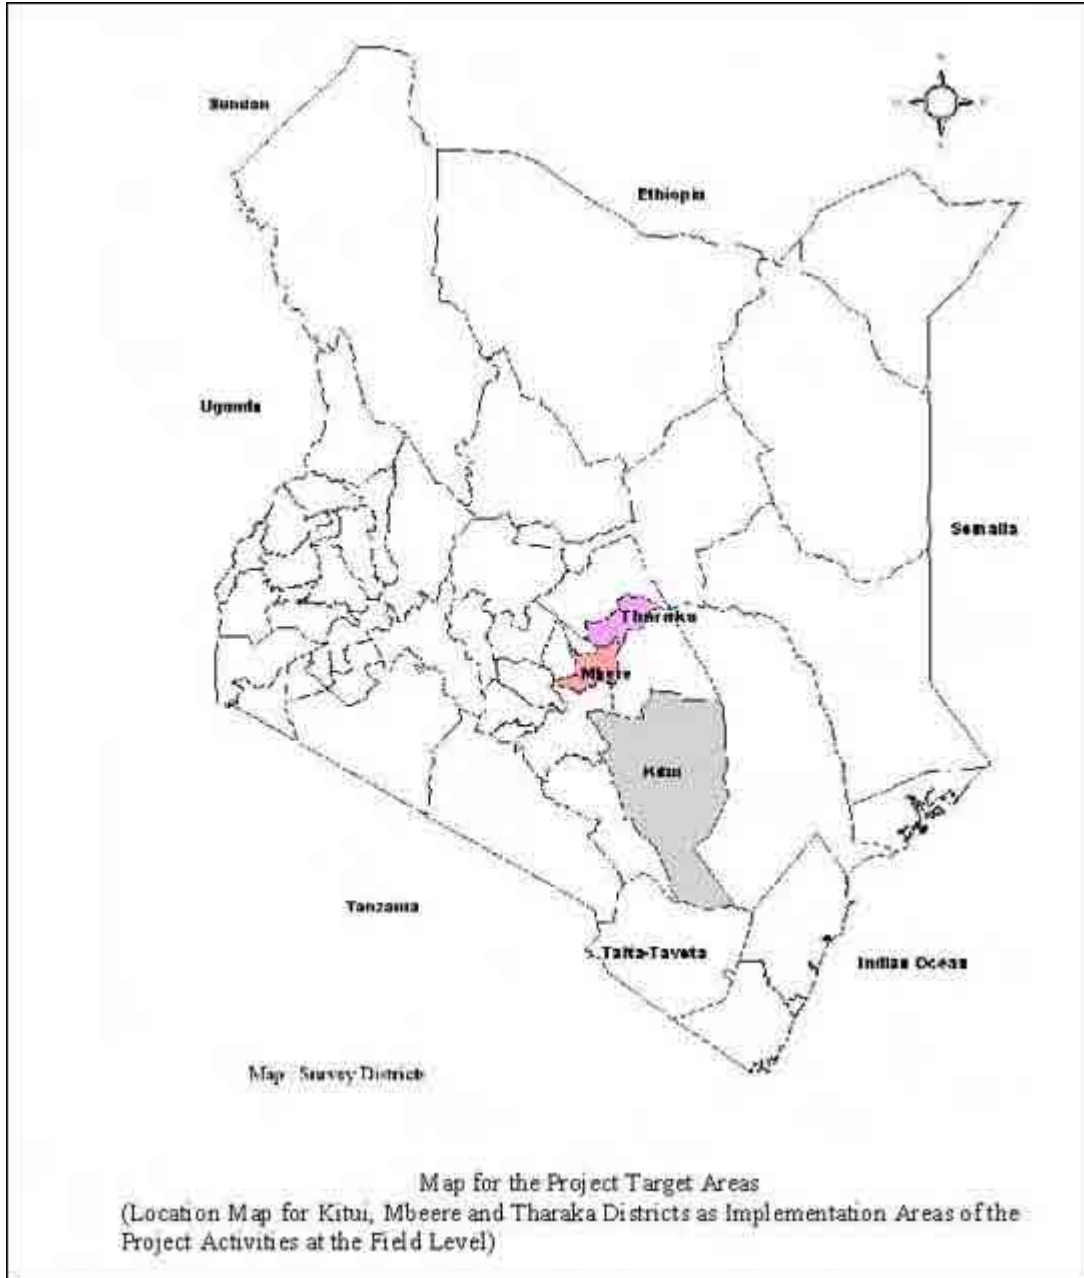 Sundan
Ethiopia
Uganda
Somalia
Tharaka
Mbere
Kitui
Tanzania
Taita-Taveta
Indian Ocean
Map : Survey Districts
Map for the Project Target Areas
(Location Map for Kitui, Mbeere and Tharaka Districts as Implementation Areas of the
Project Activities at the Field Level)